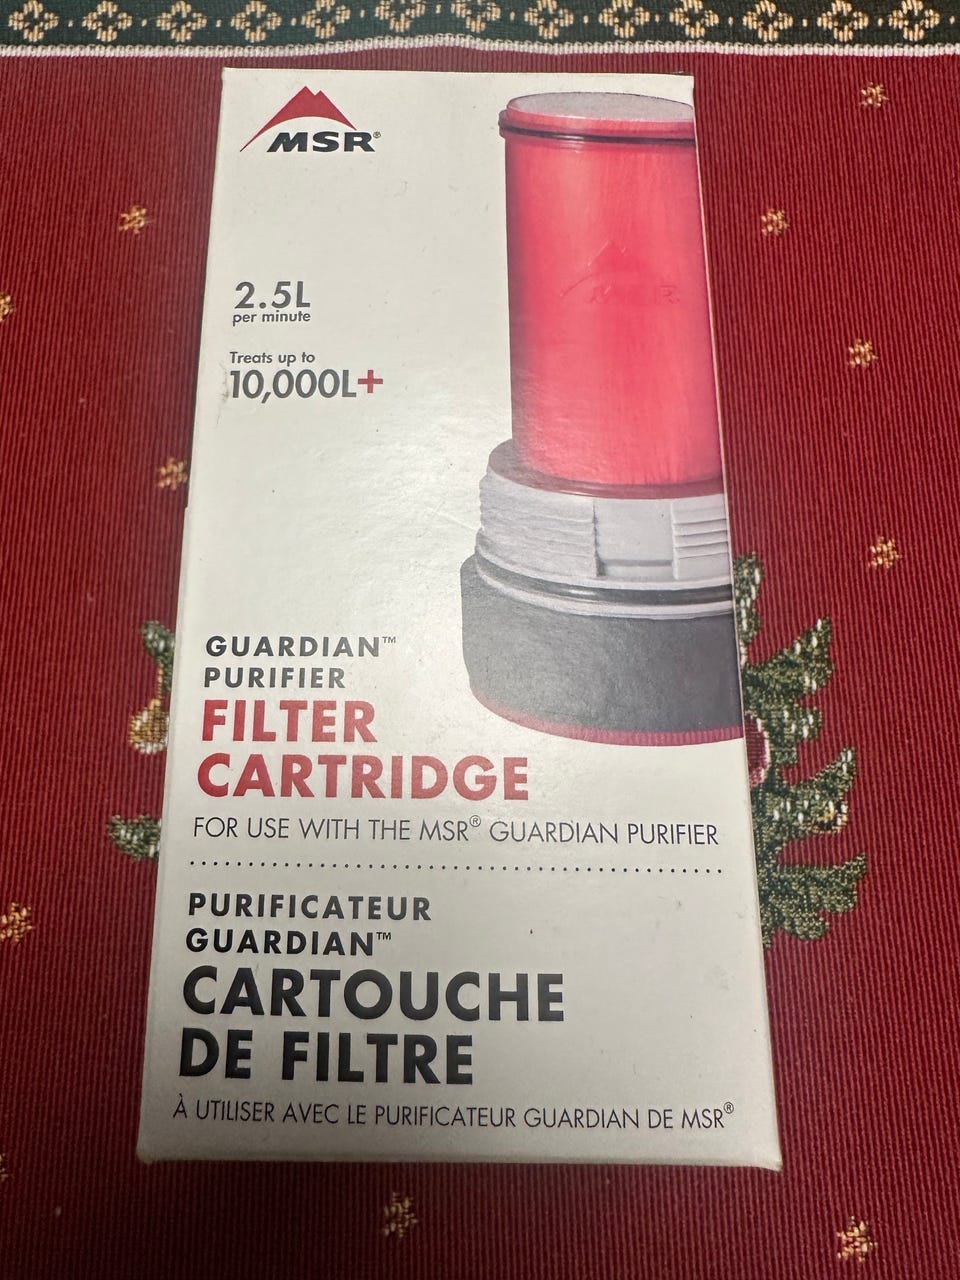 MSR®
2.5L
per minute
Treats up to
10,000L+
MSR
GUARDIAN™
PURIFIER
FILTER
CARTRIDGE
FOR USE WITH THE MSR® GUARDIAN PURIFIER
PURIFICATEUR
GUARDIAN™
CARTOUCHE
DE FILTRE
À UTILISER AVEC LE PURIFICATEUR GUARDIAN DE MSR®